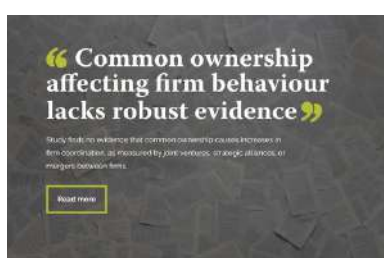 “ Common ownership
affecting firm behaviour
lacks robust evidence ”
Study finds no evidence that common ownership causes increases in
firm coordination, as measured by joint ventures, strategic alliances, or
mergers between firms.
Read more